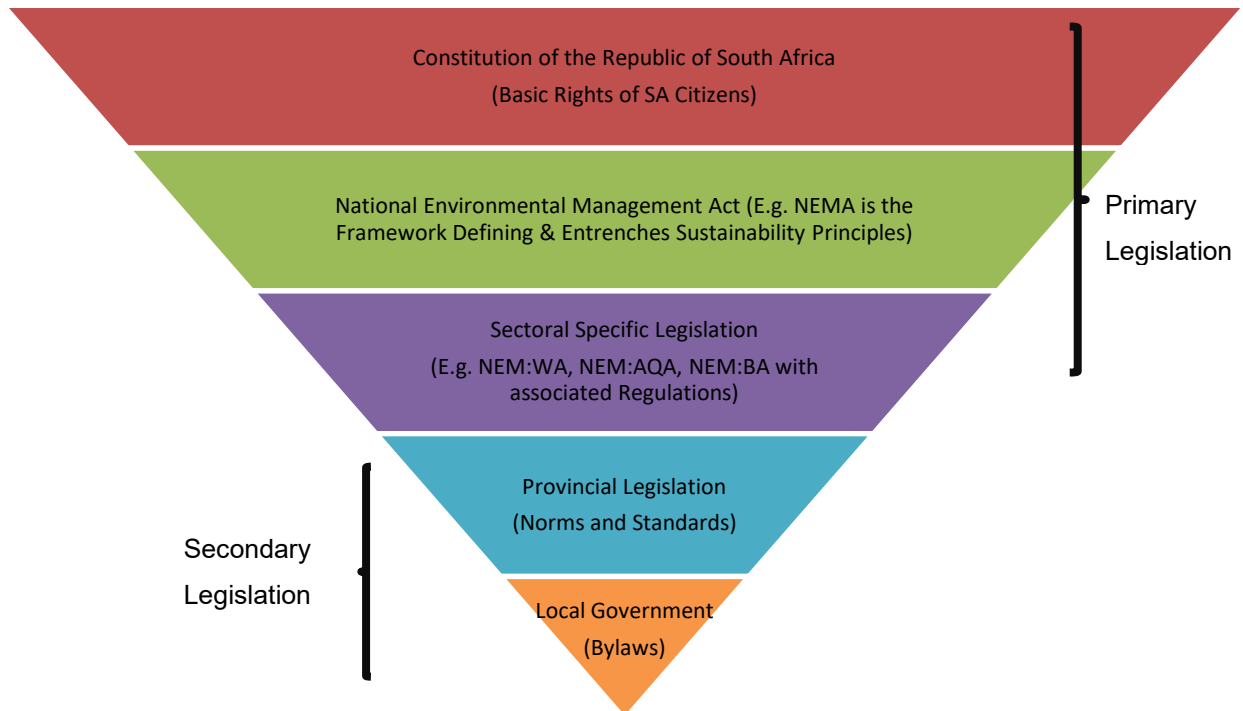 Constitution of the Republic of South Africa
(Basic Rights of SA Citizens)
National Environmental Management Act (E.g. NEMA is the
Framework Defining & Entrenches Sustainability Principles)
Primary
Legislation
Sectoral Specific Legislation
(E.g. NEM:WA, NEM:AQA, NEM:BA with
associated Regulations)
Provincial Legislation
(Norms and Standards)
Secondary
Legislation
Local Government
(Bylaws)